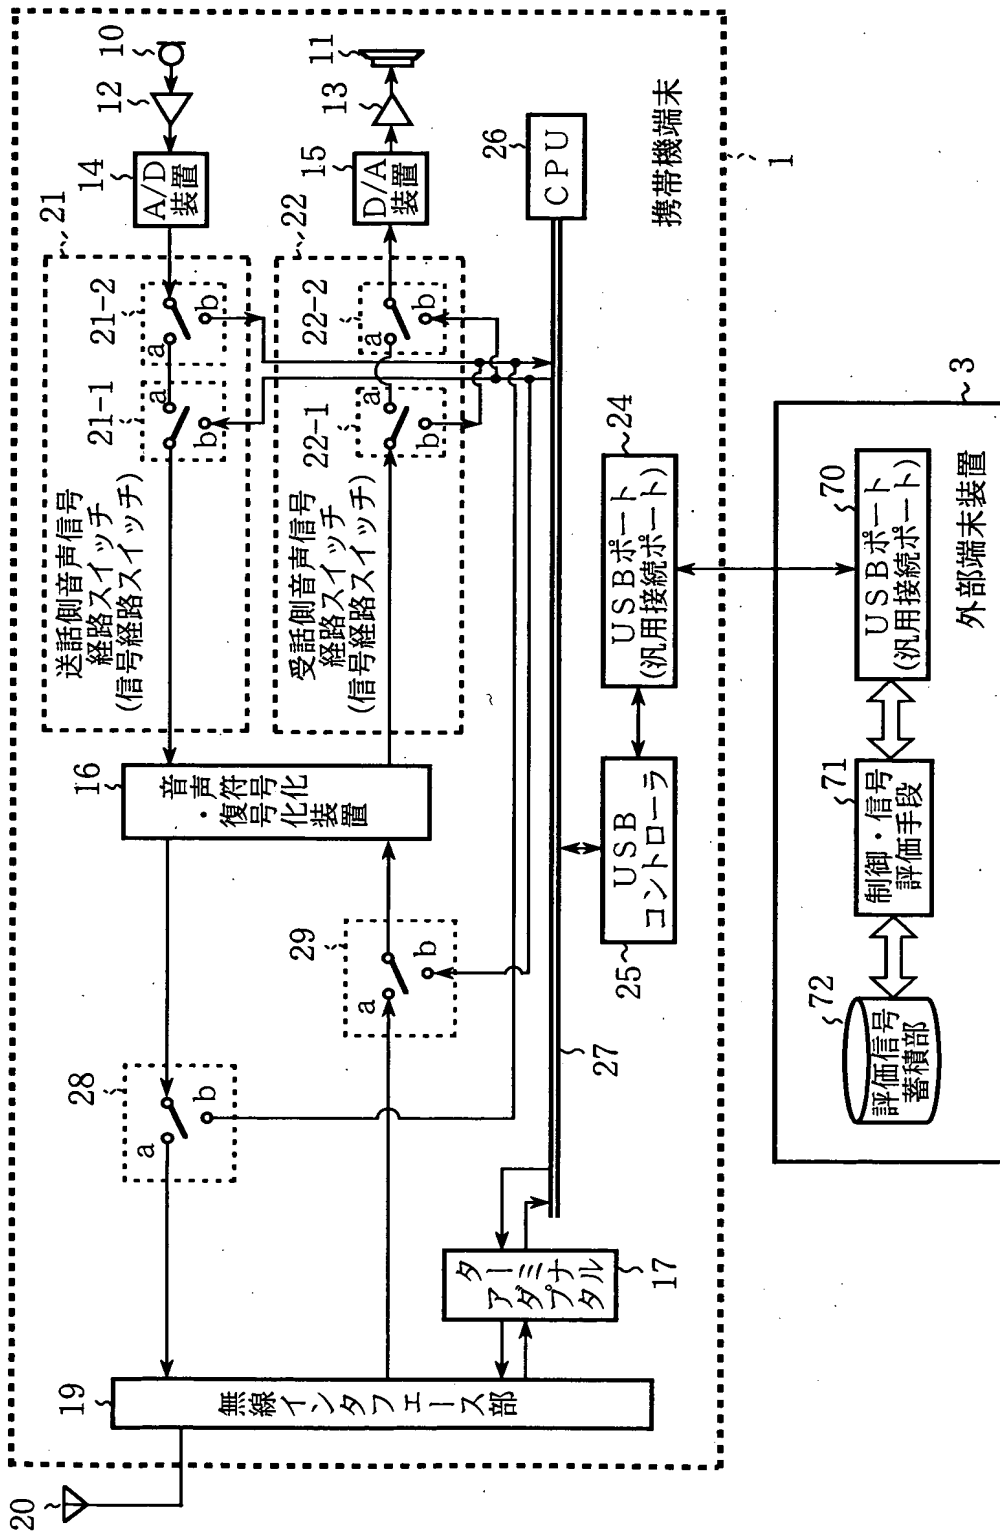 10
12
14
A/D
装置
21
21-2
a
b
21-1
a
b
送話側音声信号
経路スイッチ
(信号経路スイッチ)
11
13
15
D/A
装置
22
22-2
a
b
22-1
a
b
受話側音声信号
経路スイッチ
(信号経路スイッチ)
26
CPU
携帯機端末
1
16
音声
・復符
号号
化化
装置
28
a
b
29
a
b
24
USBポート
(汎用接続ポート)
USB
コントローラ
25
27
ターミナル
アダプタ
17
19
無線インタフェース部
20
3
70
USBポート
(汎用接続ポート)
外部端末装置
71
制御・信号
評価手段
72
評価信号
蓄積部